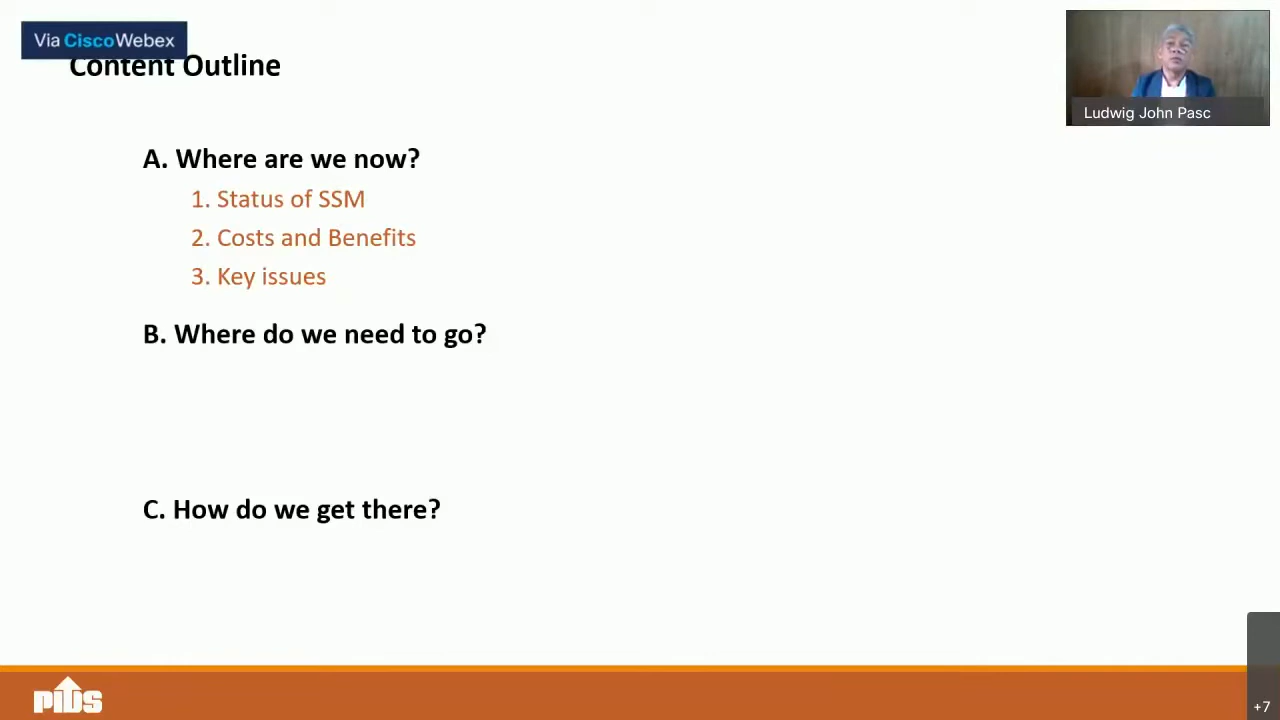 Via CiscoWebex
Content Outline
Ludwig John Pasc
A. Where are we now?
1. Status of SSM
2. Costs and Benefits
3. Key issues
B. Where do we need to go?
C. How do we get there?
PIDS
+7